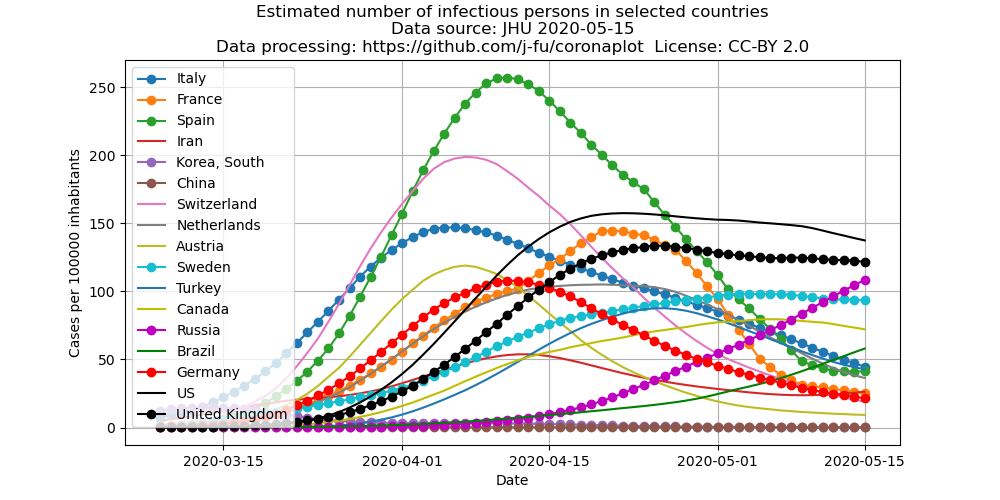 Estimated number of infectious persons in selected countries
Data source: JHU 2020-05-15
Data processing: https://github.com/j-fu/coronaplot  License: CC-BY 2.0
Cases per 100000 inhabitants
250
200
150
100
50
0
Italy
France
Spain
Iran
Korea, South
China
Switzerland
Netherlands
Austria
Sweden
Turkey
Canada
Russia
Brazil
Germany
US
United Kingdom
2020-03-15
2020-04-01
2020-04-15
2020-05-01
2020-05-15
Date